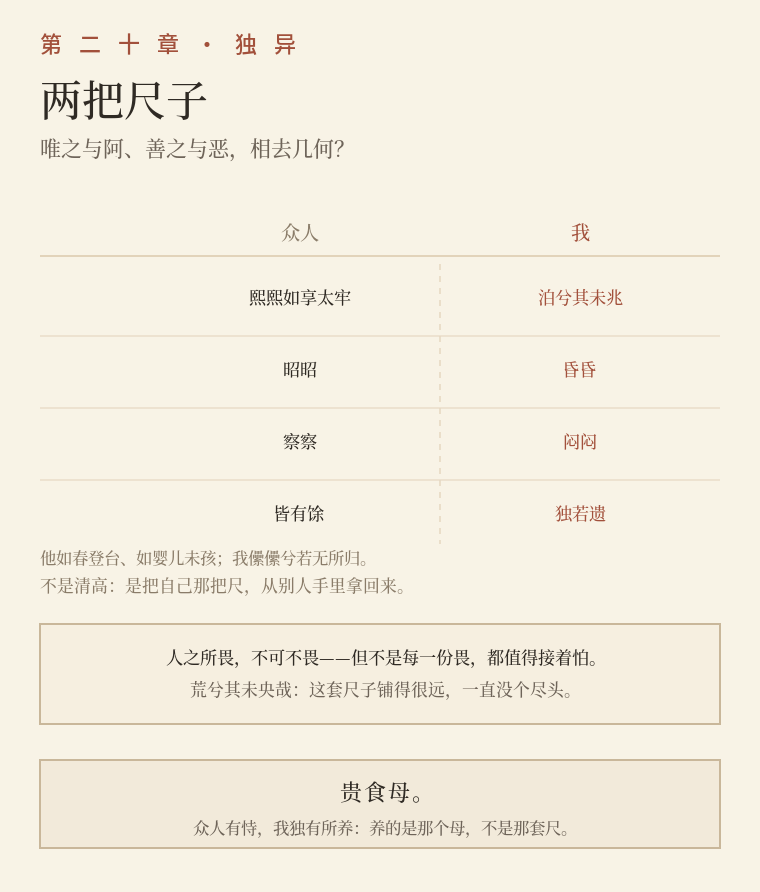 第二十章·独异
两把尺子
唯之与阿、善之与恶，相去几何？
众人 我
熙熙如享太牢 泊兮其未兆
昭昭 昏昏
察察 闷闷
皆有馀 独若遗
他如春登台、如婴儿未孩；我儽儽兮若无所归。
不是清高：是把自己那把尺，从别人手里拿回来。
人之所畏，不可不畏——但不是每一份畏，都值得接着怕。
荒兮其未央哉：这套尺子铺得很远，一直没个尽头。
贵食母。
众人有恃，我独有所养：养的是那个母，不是那套尺。